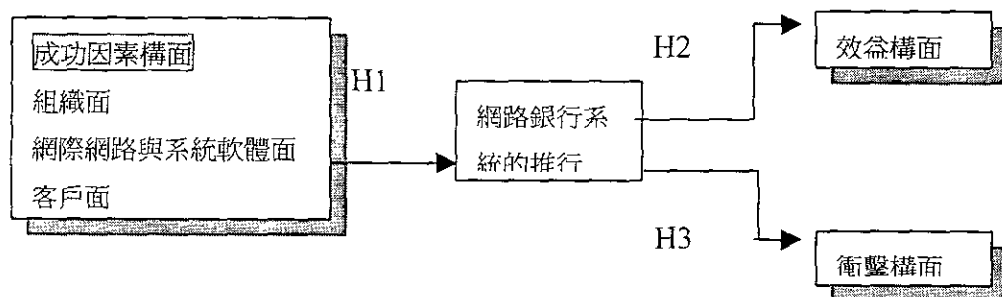 成功因素構面
組織面
網際網路與系統軟體面
客戶面
H1
網路銀行系
統的推行
H2
效益構面
H3
衝擊構面